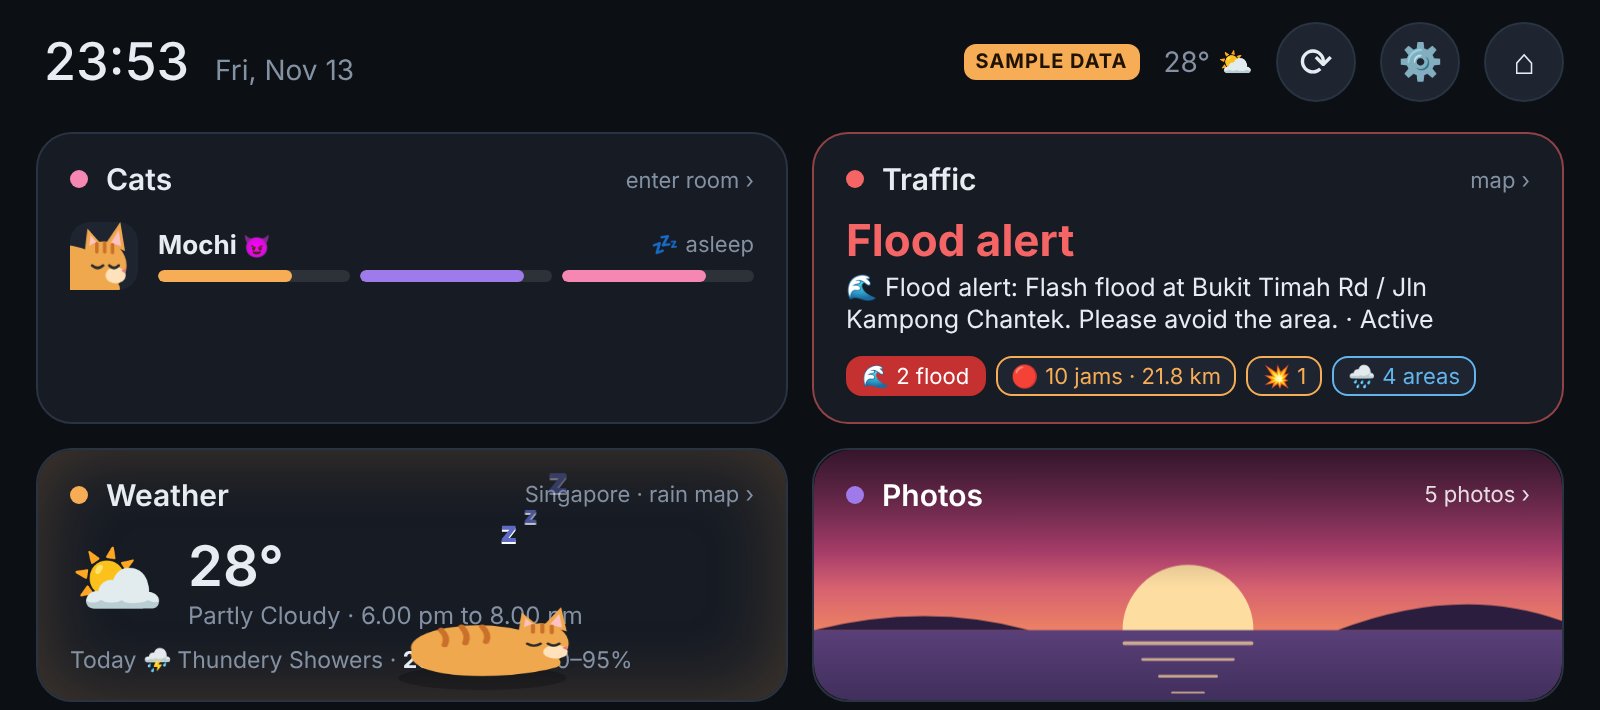 23:53 Fri, Nov 13 SAMPLE DATA 28°
Cats enter room ›
Mochi asleep
Traffic map ›
Flood alert
Flood alert: Flash flood at Bukit Timah Rd / Jln
Kampong Chantek. Please avoid the area. · Active
2 flood 10 jams · 21.8 km 1 4 areas
Weather Singapore · rain map ›
z
z
z
28°
Partly Cloudy · 6.00 pm to 8.00 pm
Today Thundery Showers · –95%
Photos 5 photos ›